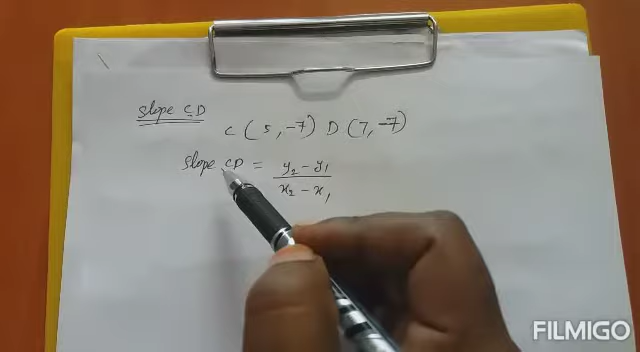 Slope CD
C (5, -7) D (7, -7)
Slope CD = y₂ - y₁ / x₂ - x₁
FILMIGO